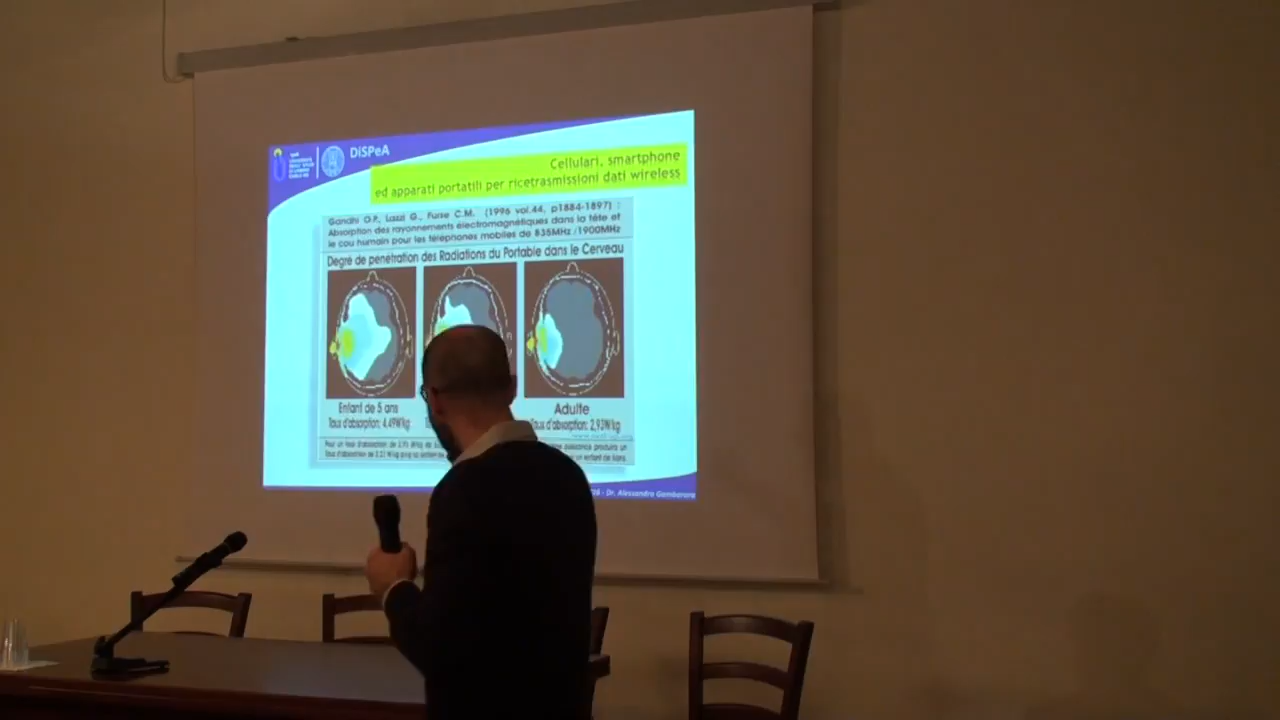 DiSPeA
Cellulari, smartphone
ed apparati portatili per ricetrasmissioni dati wireless
Gandhi O.P., Lazzi G., Furse C.M. (1996 vol.44, p1884-1897) :
Absorption des rayonnements électromagnétiques dans la tête et
le cou humain pour les téléphones mobiles de 835MHz /1900MHz
Degré de penétration des Radiations du Portable dans le Cerveau
Enfant de 5 ans
Adulte
Taux d'absorption: 4,49W/kg
Taux d'absorption: 2,93W/kg
- Dr. Alessandra Gambarara